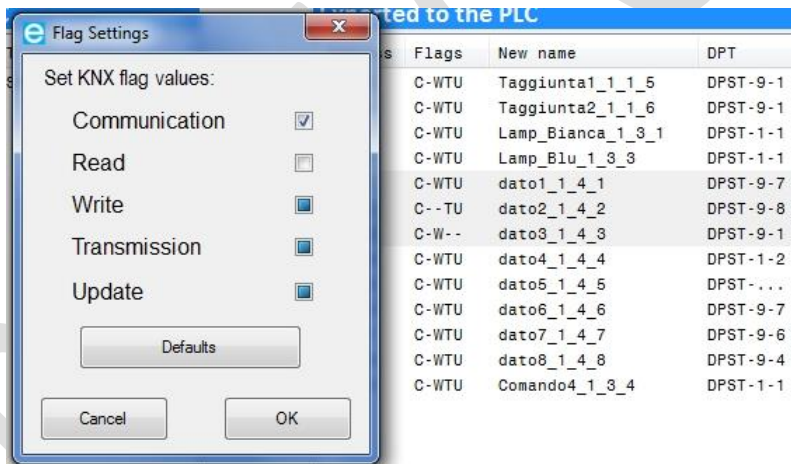 Exported to the PLC
Flag Settings
Set KNX flag values:
Communication
Read
Write
Transmission
Update
Defaults
Cancel
OK
ss Flags New name DPT
C-WTU Taggiunta1_1_1_5 DPST-9-1
C-WTU Taggiunta2_1_1_6 DPST-9-1
C-WTU Lamp_Bianca_1_3_1 DPST-1-1
C-WTU Lamp_Blu_1_3_3 DPST-1-1
C-WTU dato1_1_4_1 DPST-9-7
C--TU dato2_1_4_2 DPST-9-8
C-W-- dato3_1_4_3 DPST-9-1
C-WTU dato4_1_4_4 DPST-1-2
C-WTU dato5_1_4_5 DPST-...
C-WTU dato6_1_4_6 DPST-9-7
C-WTU dato7_1_4_7 DPST-9-6
C-WTU dato8_1_4_8 DPST-9-4
C-WTU Comando4_1_3_4 DPST-1-1